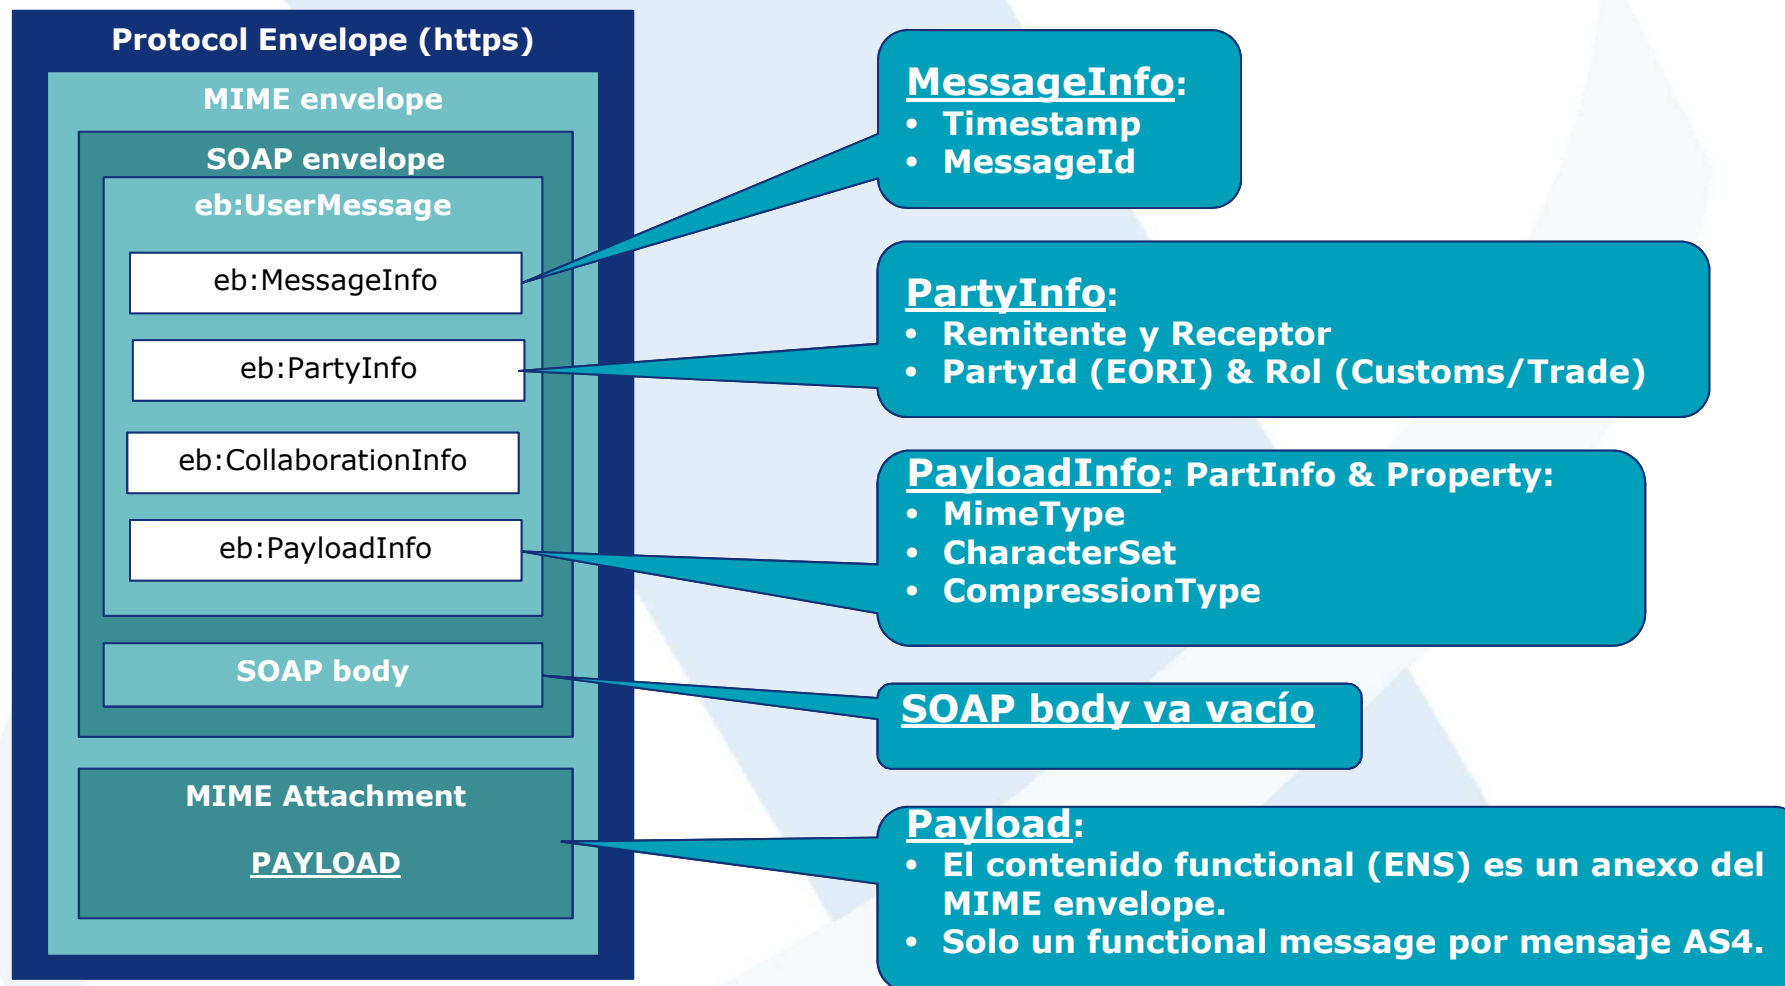 Protocol Envelope (https)
MIME envelope
SOAP envelope
eb:UserMessage
eb:MessageInfo
eb:PartyInfo
eb:CollaborationInfo
eb:PayloadInfo
SOAP body
MIME Attachment
PAYLOAD
MessageInfo:
• Timestamp
• MessageId
PartyInfo:
• Remitente y Receptor
• PartyId (EORI) & Rol (Customs/Trade)
PayloadInfo: PartInfo & Property:
• MimeType
• CharacterSet
• CompressionType
SOAP body va vacío
Payload:
• El contenido functional (ENS) es un anexo del
MIME envelope.
• Solo un functional message por mensaje AS4.